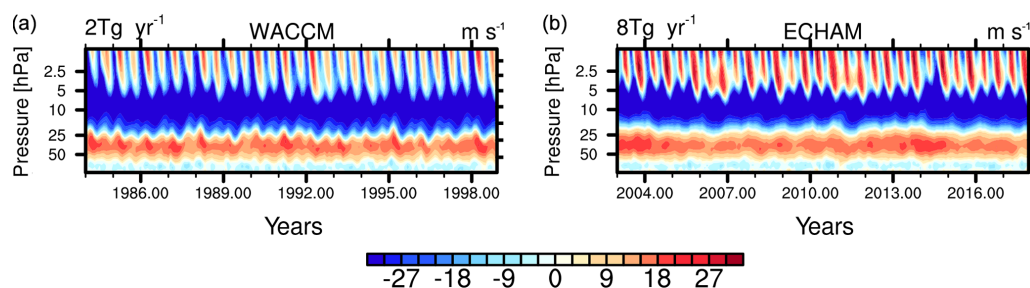 (a) 2Tg yr-1 WACCM m s-1
Pressure [hPa]
2.5
5
10
25
50
1986.00 1989.00 1992.00 1995.00 1998.00
Years
(b) 8Tg yr-1 ECHAM m s-1
Pressure [hPa]
2.5
5
10
25
50
2004.00 2007.00 2010.00 2013.00 2016.00
Years
-27 -18 -9 0 9 18 27